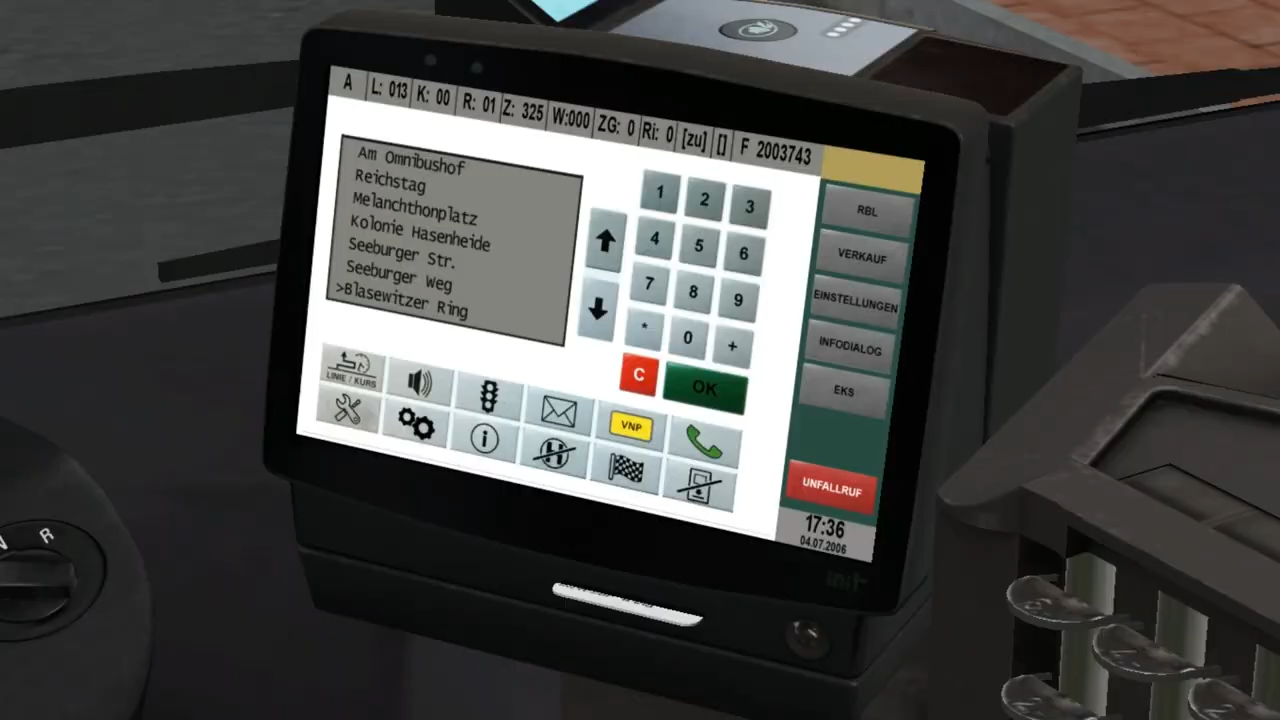 A L: 013 K: 00 R: 01 Z: 325 W:000 ZG: 0 Ri: 0 [zu] [] F 2003743
Am Omnibushof
Reichstag
Melanchthonplatz
Kolonie Hasenheide
Seeburger Str.
Seeburger Weg
>Blasewitzer Ring
1 2 3
4 5 6
7 8 9
* 0 +
C OK
LINIE / KURS
VNP
i
H
RBL
VERKAUF
EINSTELLUNGEN
INFODIALOG
EKS
UNFALLRUF
17:36
04.07.2006
init
N R